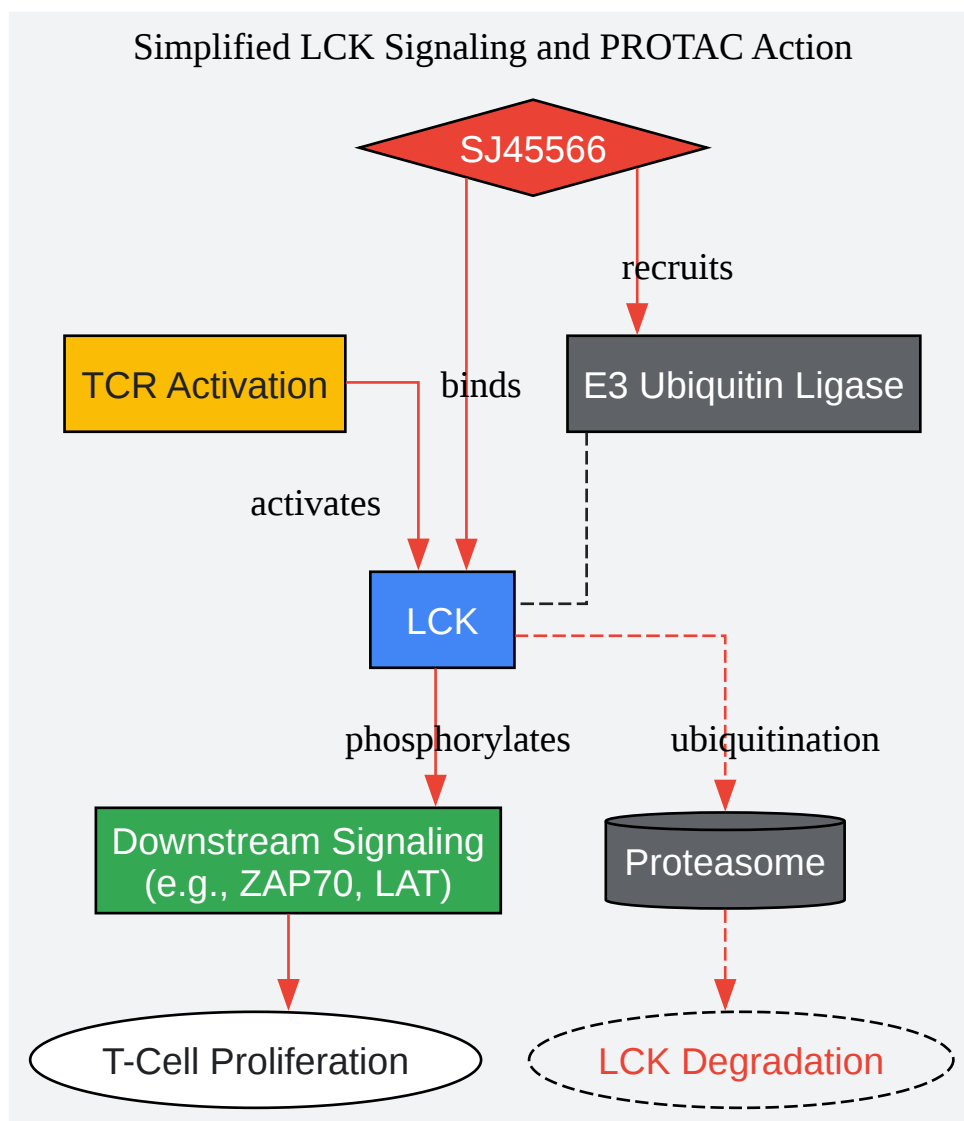 Simplified LCK Signaling and PROTAC Action
SJ45566
recruits
TCR Activation
binds
E3 Ubiquitin Ligase
activates
LCK
phosphorylates
ubiquitination
Downstream Signaling
(e.g., ZAP70, LAT)
Proteasome
T-Cell Proliferation
LCK Degradation